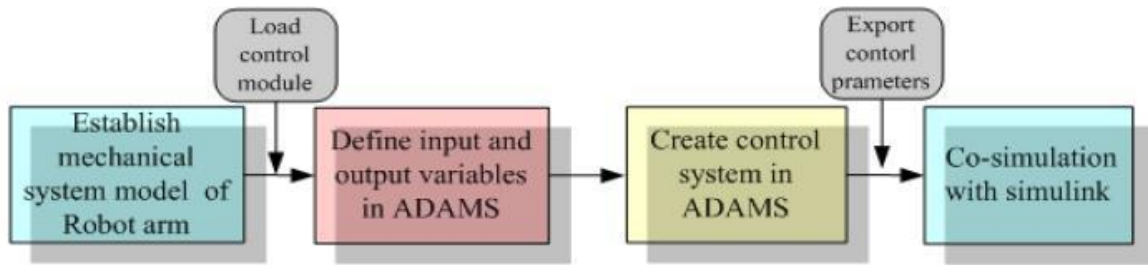 Load
control
module
Export
contorl
prameters
Establish
mechanical
system model of
Robot arm
Define input and
output variables
in ADAMS
Create control
system in
ADAMS
Co-simulation
with simulink